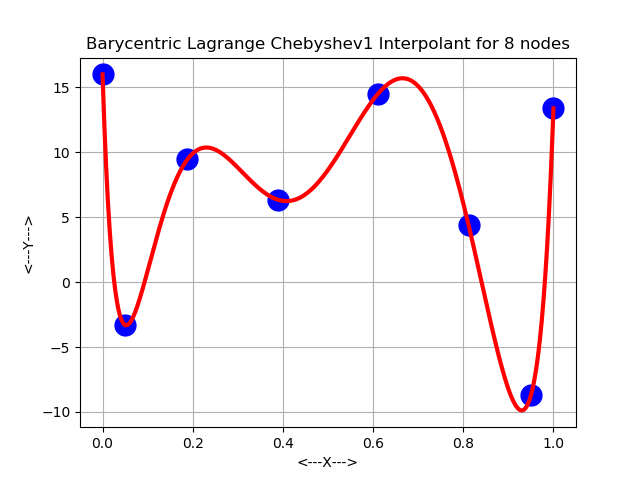 Barycentric Lagrange Chebyshev1 Interpolant for 8 nodes
15
10
5
0
−5
−10
<---Y--->
0.0 0.2 0.4 0.6 0.8 1.0
<---X--->